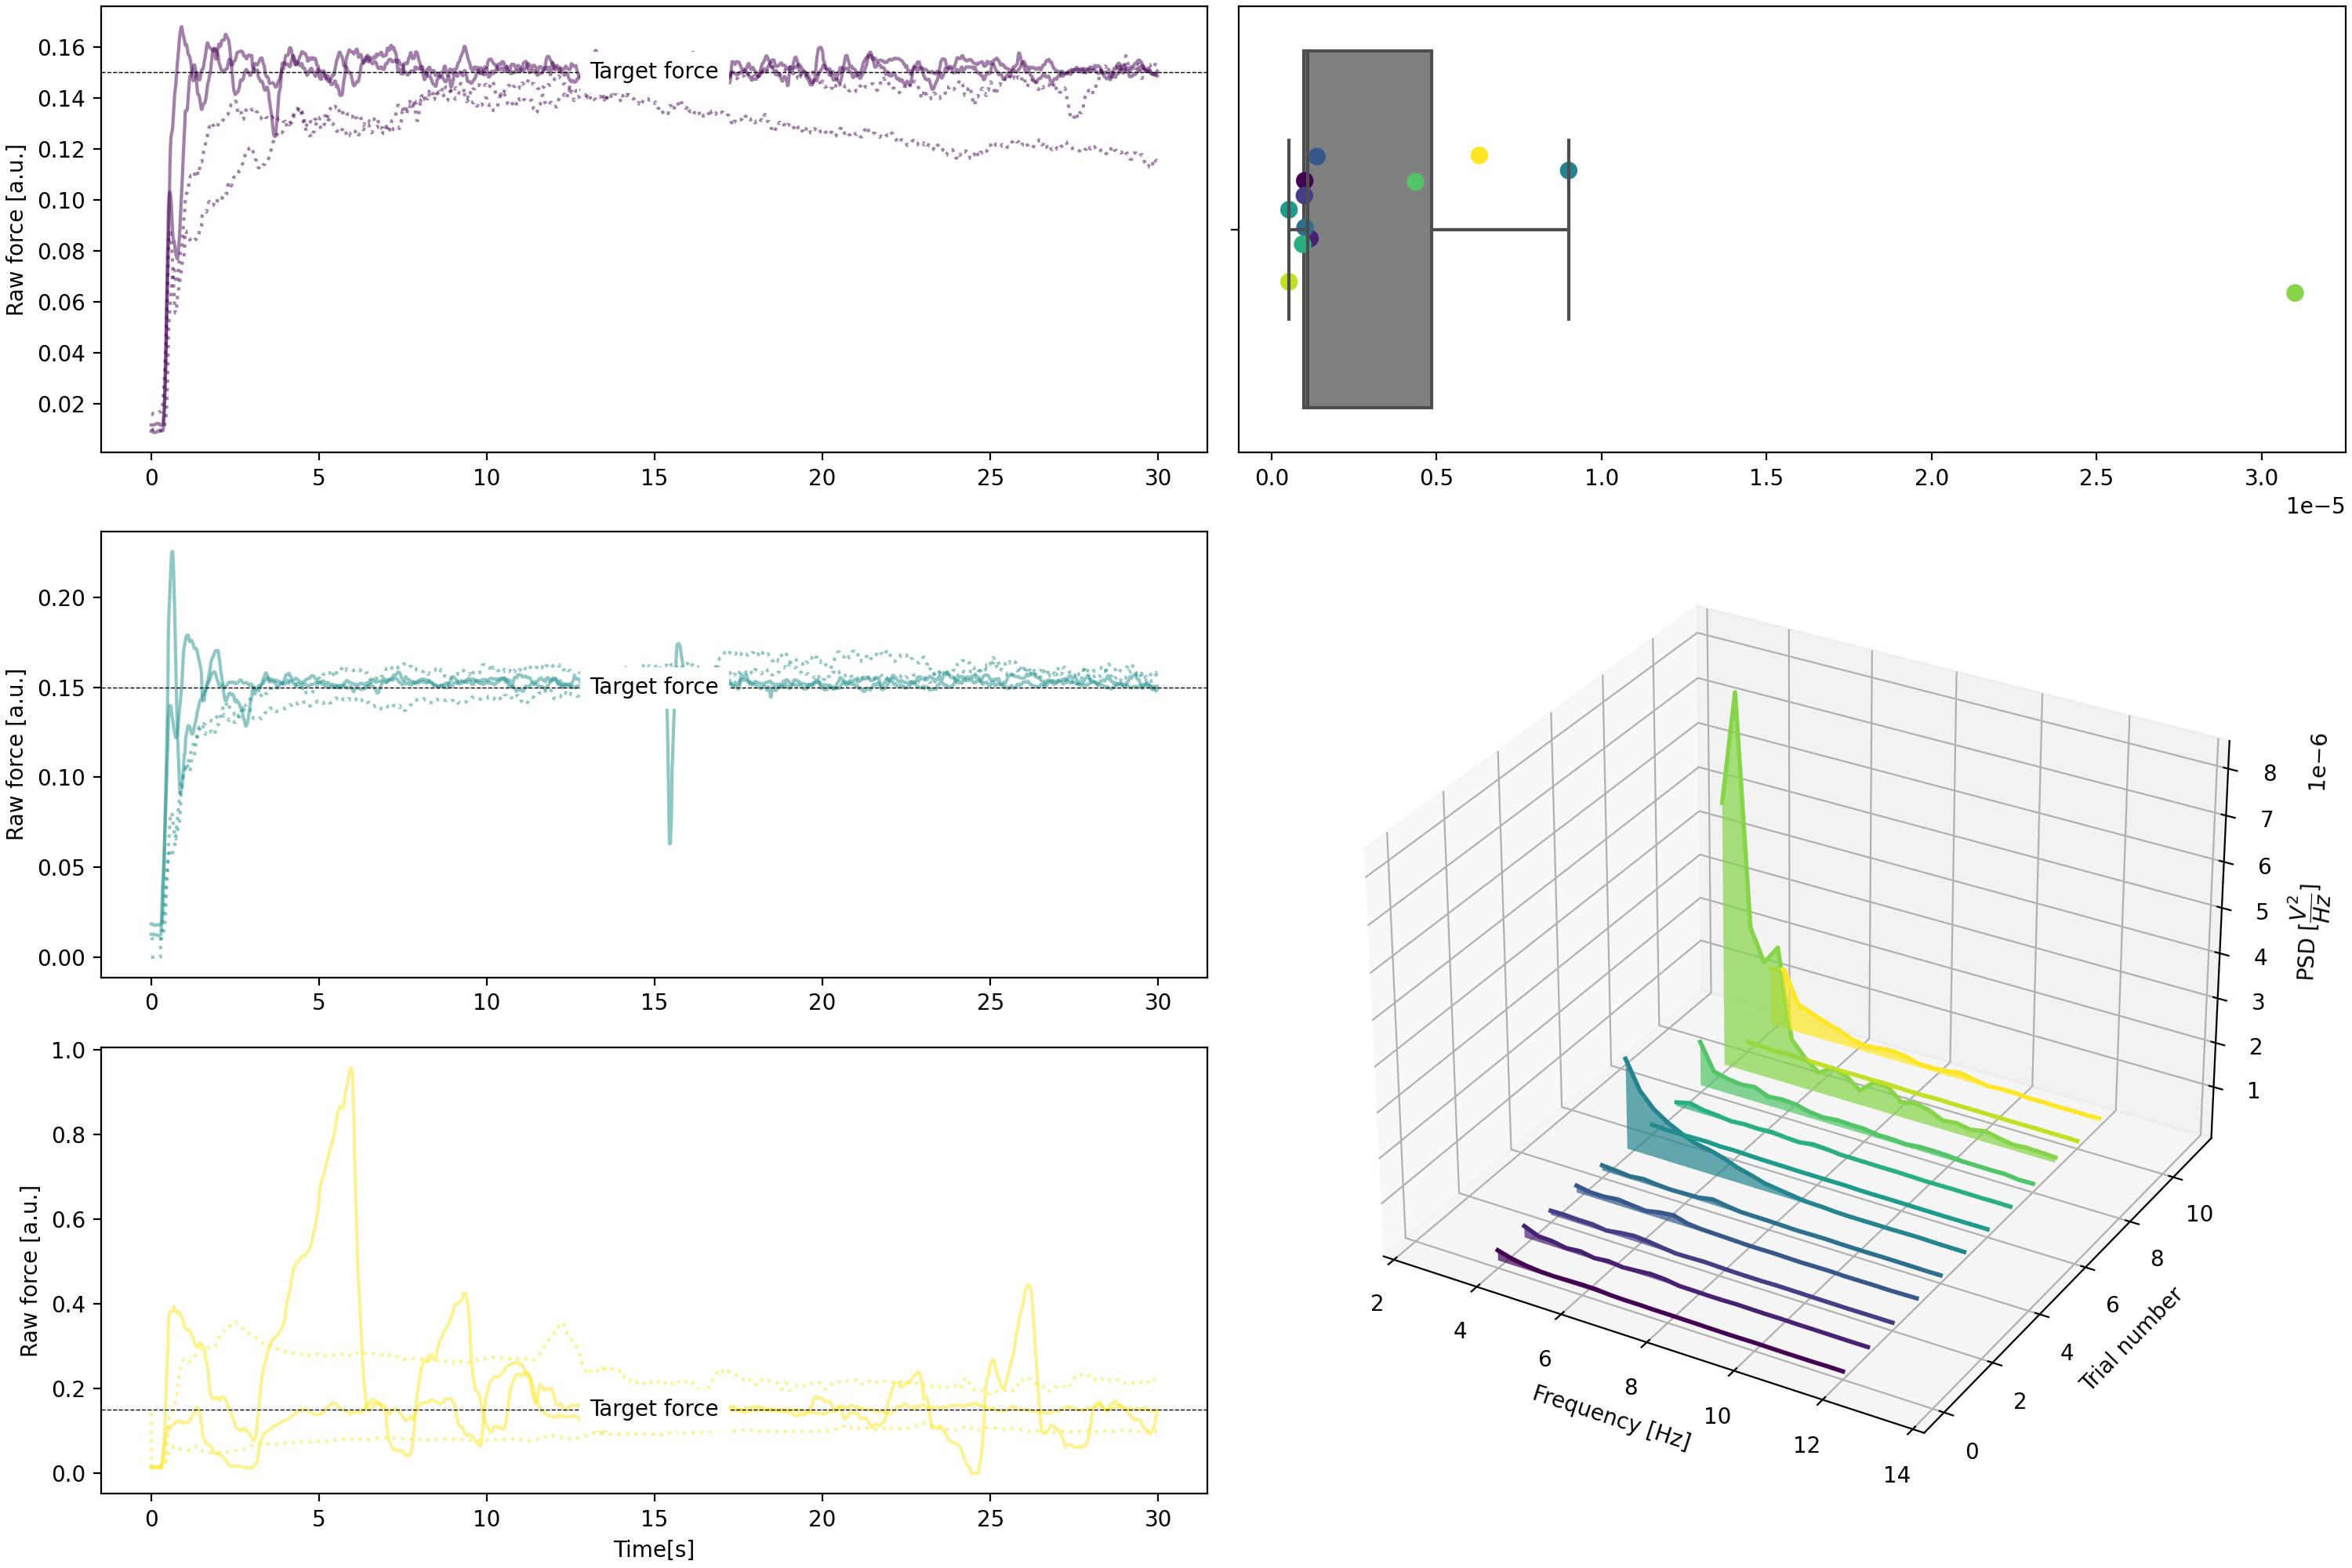 0.16
0.14
0.12
0.10
0.08
0.06
0.04
0.02
Raw force [a.u.]
Target force
0 5 10 15 20 25 30
0.0 0.5 1.0 1.5 2.0 2.5 3.0
1e−5
0.20
0.15
0.10
0.05
0.00
Raw force [a.u.]
Target force
0 5 10 15 20 25 30
1.0
0.8
0.6
0.4
0.2
0.0
Raw force [a.u.]
Target force
0 5 10 15 20 25 30
Time[s]
2 4 6 8 10 12 14
Frequency [Hz]
0 2 4 6 8 10
Trial number
1 2 3 4 5 6 7 8
1e−6
PSD [V²/Hz]